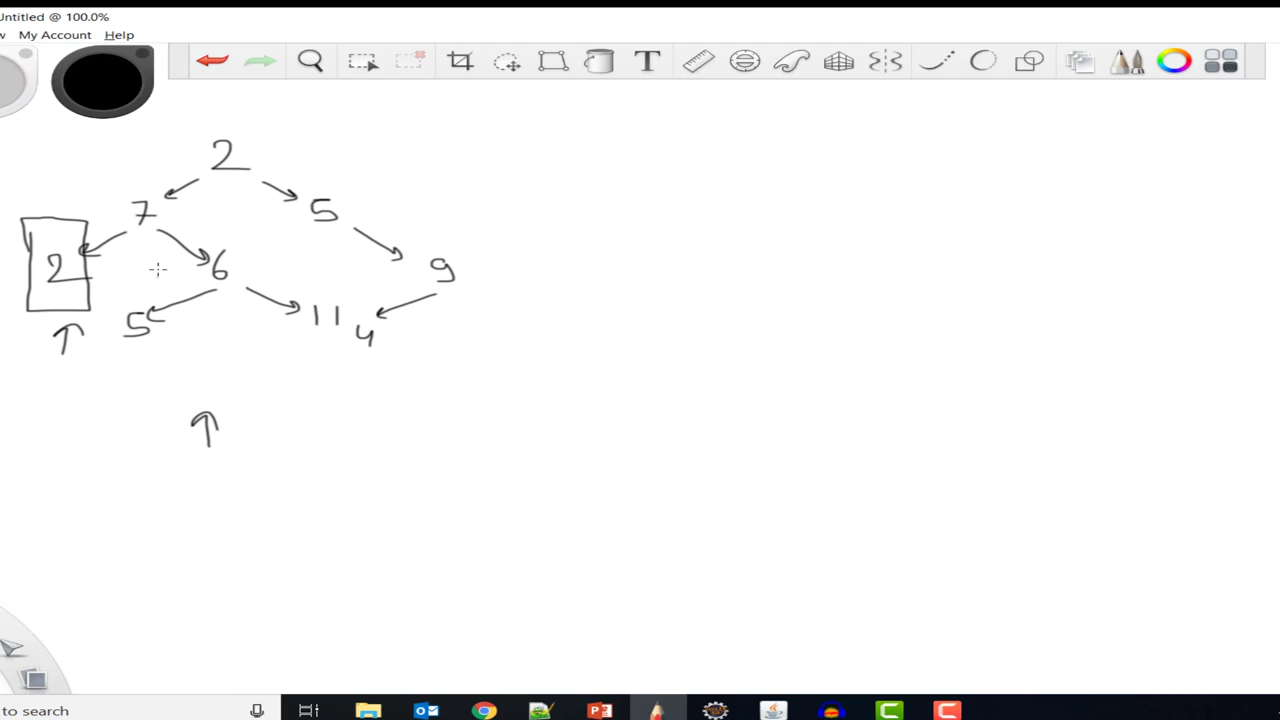 Untitled @ 100.0%
w My Account Help
T
2
7 5
2 6 9
5 11 4
to search